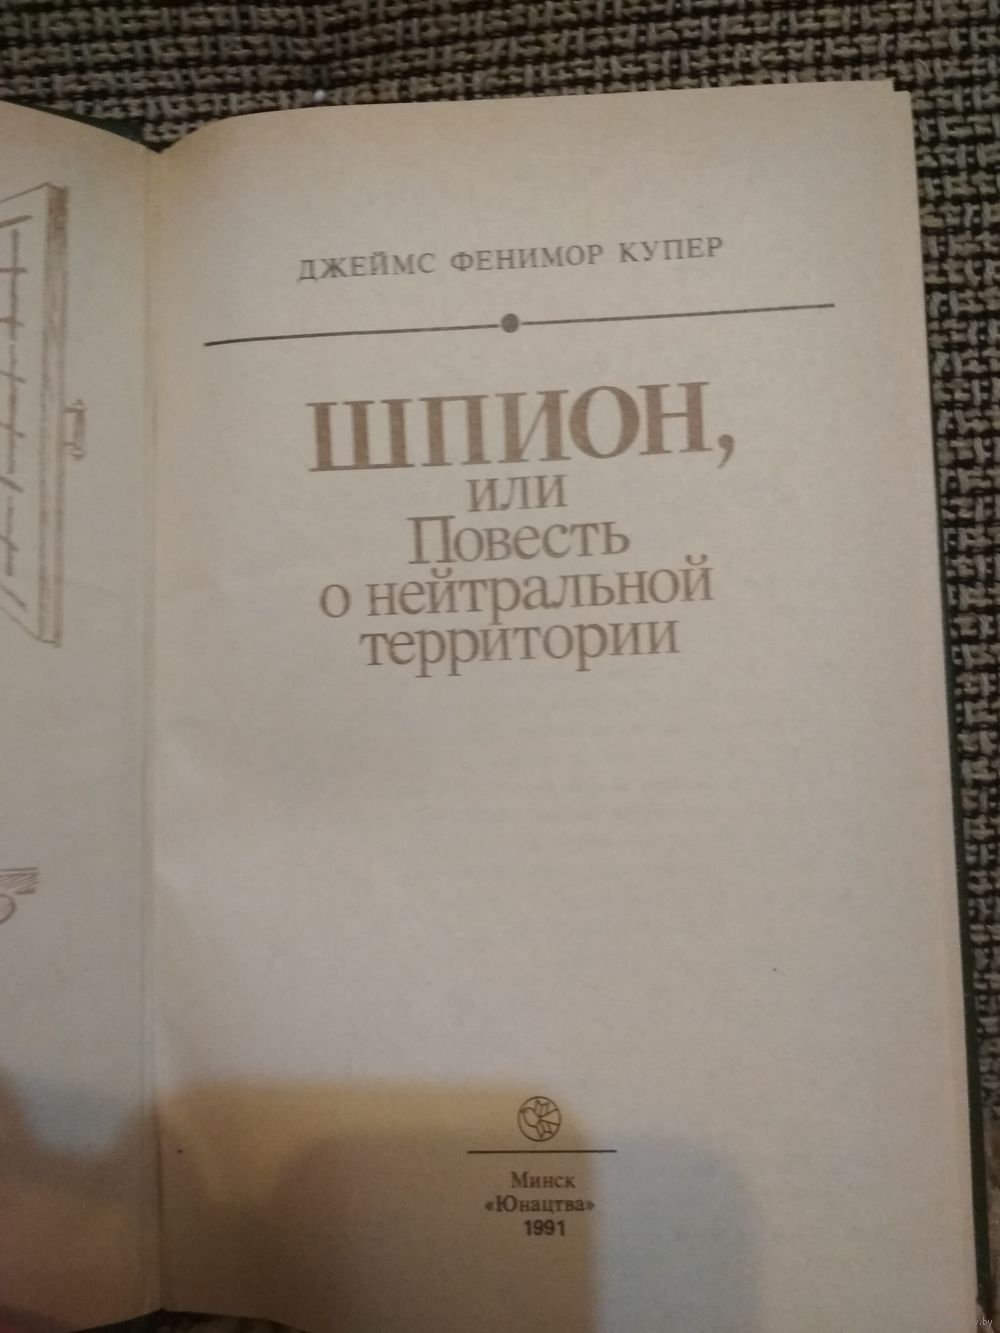 ДЖЕЙМС ФЕНИМОР КУПЕР
ШПИОН,
или
Повесть
о нейтральной
территории
Минск
«Юнацтва»
1991